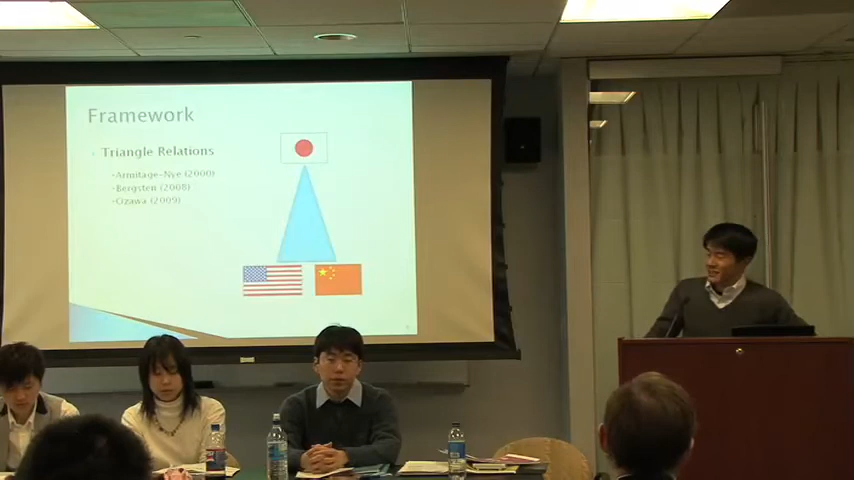 Framework
Triangle Relations
•Armitage-Nye (2000)
•Bergsten (2008)
•Ozawa (2009)